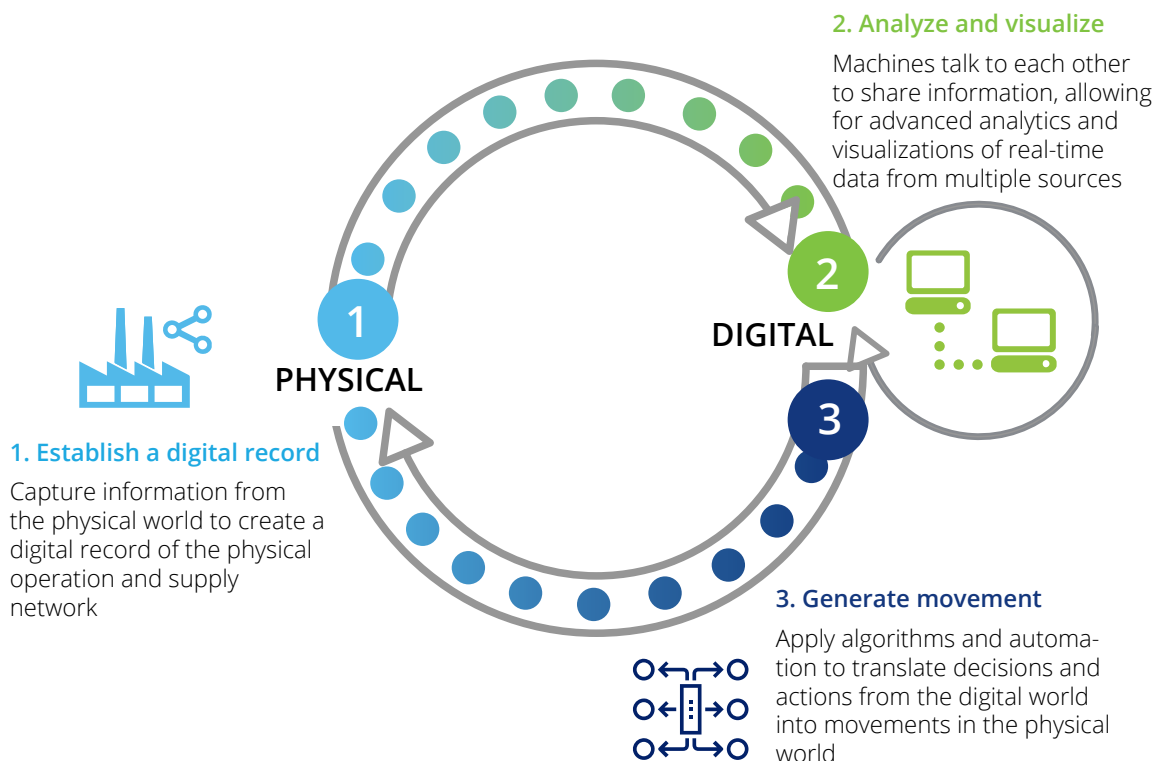 2. Analyze and visualize
Machines talk to each other
to share information, allowing
for advanced analytics and
visualizations of real-time
data from multiple sources
2
1
DIGITAL
PHYSICAL
3
1. Establish a digital record
Capture information from
the physical world to create a
digital record of the physical
operation and supply
network
3. Generate movement
Apply algorithms and automa-
tion to translate decisions and
actions from the digital world
into movements in the physical
world